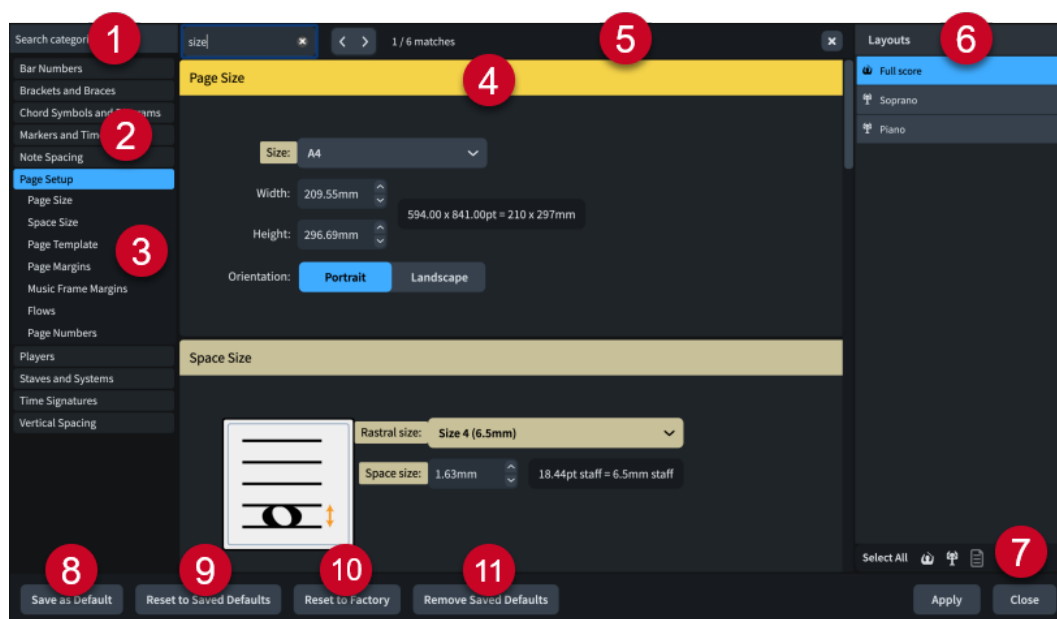 Search categori
1
size
1 / 6 matches
5
Layouts
6
Bar Numbers
Brackets and Braces
Chord Symbols and
ams
Markers and Tim
2
Note Spacing
Page Setup
Page Size
Space Size
Page Template
3
Page Margins
Music Frame Margins
Flows
Page Numbers
Players
Staves and Systems
Time Signatures
Vertical Spacing
Page Size
4
Size: A4
Width: 209.55mm
594.00 x 841.00pt = 210 x 297mm
Height: 296.69mm
Orientation: Portrait Landscape
Space Size
Rastral size: Size 4 (6.5mm)
Space size: 1.63mm 18.44pt staff = 6.5mm staff
Full score
Soprano
Piano
Select All
7
8
9
10
11
Save as Default
Reset to Saved Defaults
Reset to Factory
Remove Saved Defaults
Apply
Close